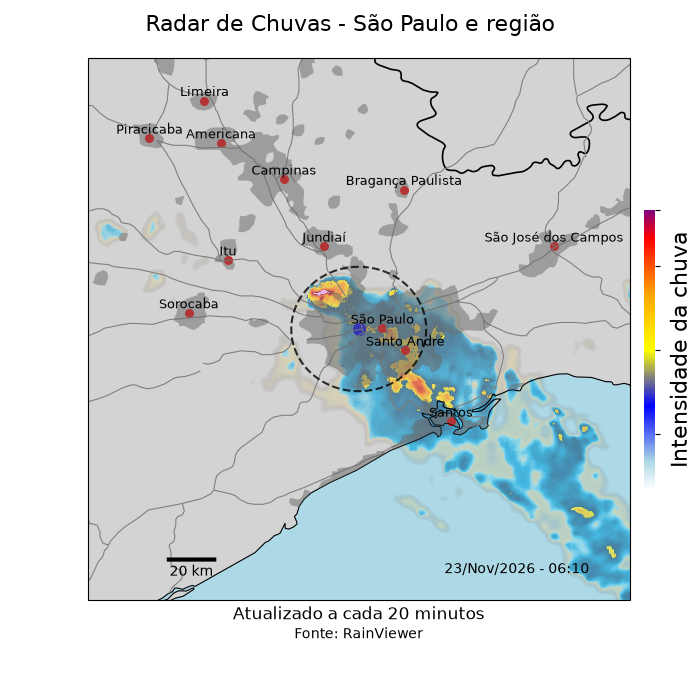 Radar de Chuvas - São Paulo e região
Limeira
Piracicaba
Americana
Campinas
Bragança Paulista
Jundiaí
São José dos Campos
Itu
Sorocaba
São Paulo
Santo André
Santos
Intensidade da chuva
23/Nov/2026 - 06:10
20 km
Atualizado a cada 20 minutos
Fonte: RainViewer